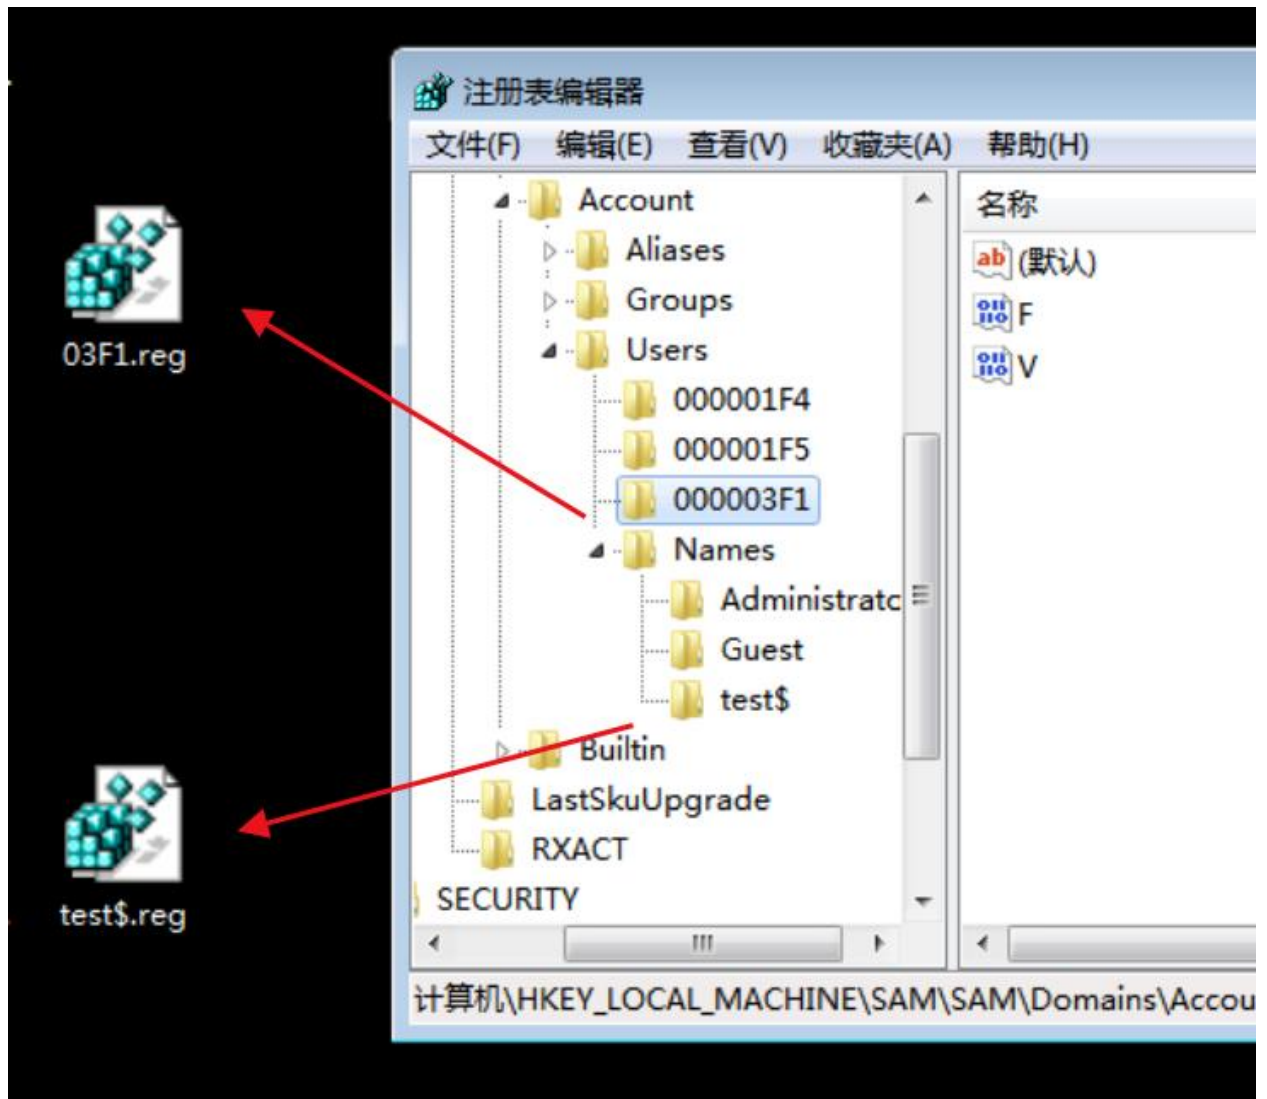 注册表编辑器
文件(F) 编辑(E) 查看(V) 收藏夹(A) 帮助(H)
Account
Aliases
Groups
Users
000001F4
000001F5
000003F1
Names
Administratc
Guest
test$
Builtin
LastSkuUpgrade
RXACT
SECURITY
名称
(默认)
F
V
计算机\HKEY_LOCAL_MACHINE\SAM\SAM\Domains\Accou
03F1.reg
test$.reg